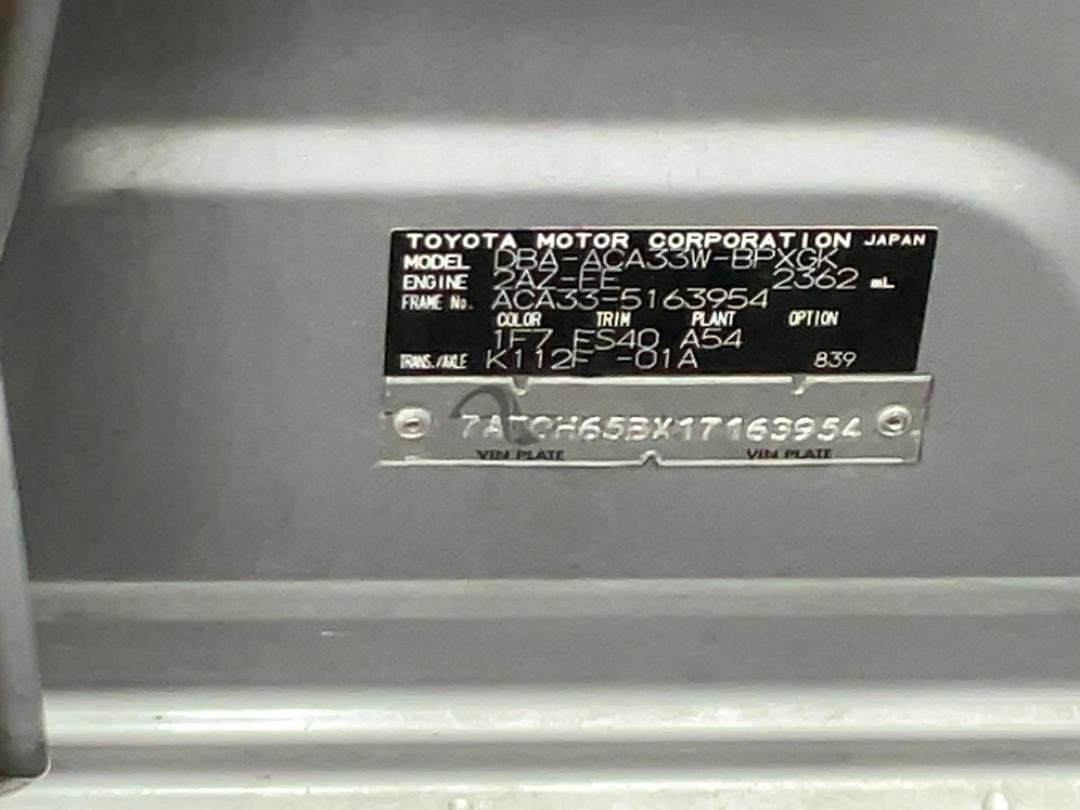 TOYOTA MOTOR CORPORATION JAPAN
MODEL DBA-ACA33W-BPXGK
ENGINE 2AZ-FE 2362 mL
FRAME No. ACA33-5163954
COLOR TRIM PLANT OPTION
1F7 FS40 A54
TRANS./AXLE K112F -01A 839
7AT0H65BX17163954
VIN PLATE VIN PLATE